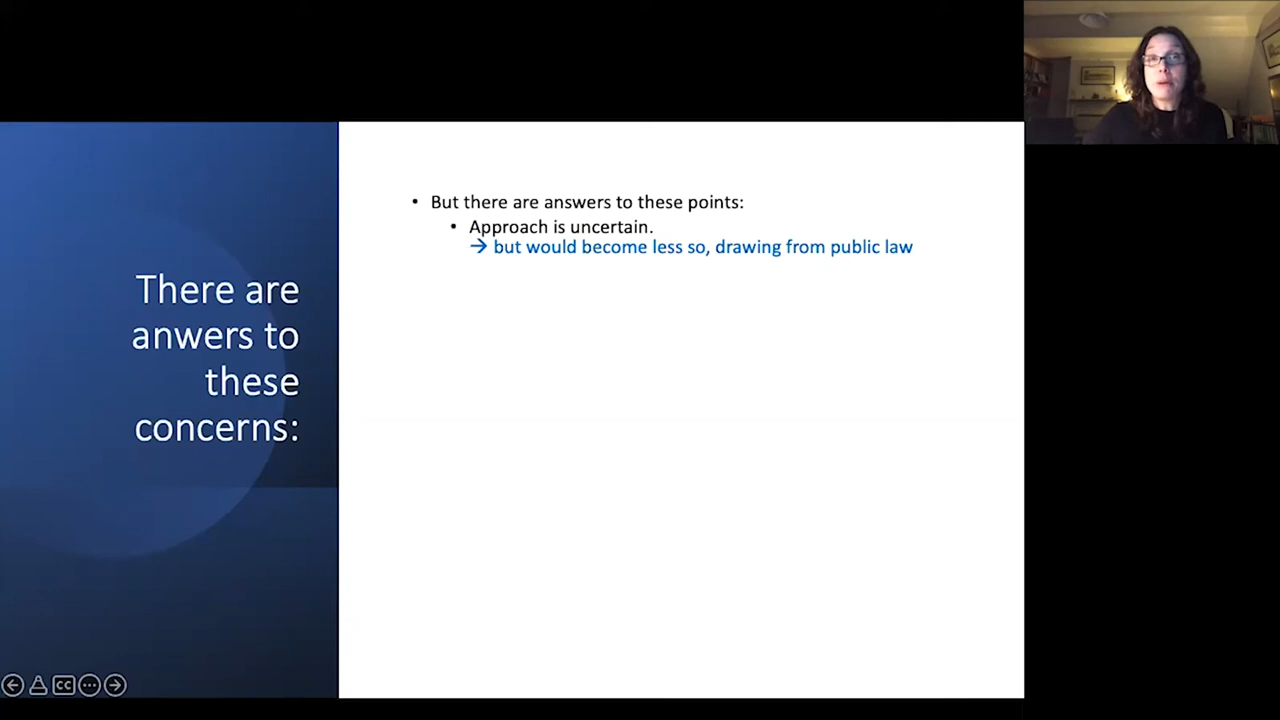 There are
anwers to
these
concerns:
• But there are answers to these points:
• Approach is uncertain.
→ but would become less so, drawing from public law
CC